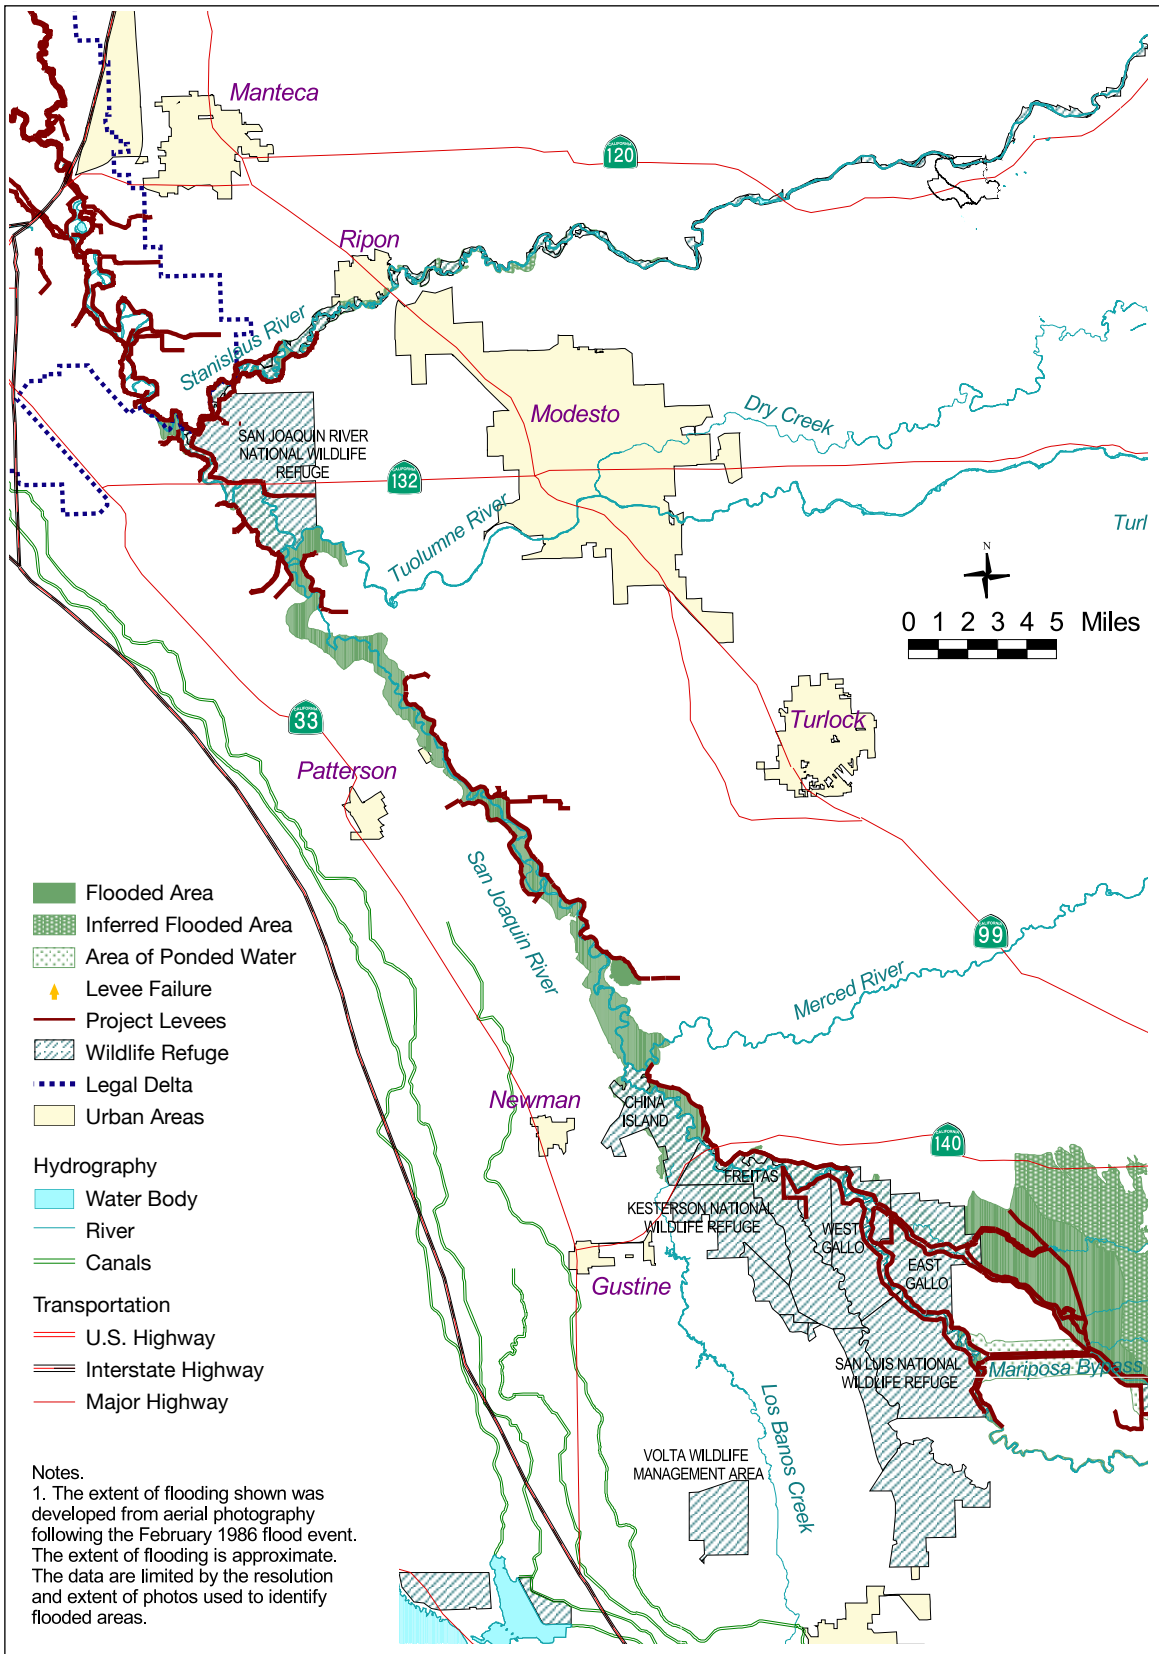 Manteca
CALIFORNIA
120
Ripon
Stanislaus River
Modesto
Dry Creek
SAN JOAQUIN RIVER
NATIONAL WILDLIFE
REFUGE
CALIFORNIA
132
Tuolumne River
Turl
N
0 1 2 3 4 5 Miles
CALIFORNIA
33
Turlock
Patterson
San Joaquin River
CALIFORNIA
99
Merced River
Newman
CHINA
ISLAND
CALIFORNIA
140
FREITAS
KESTERSON NATIONAL
WILDLIFE REFUGE
WEST
GALLO
EAST
GALLO
Gustine
SAN LUIS NATIONAL
WILDLIFE REFUGE
Mariposa Bypass
Los Banos Creek
VOLTA WILDLIFE
MANAGEMENT AREA
Flooded Area
Inferred Flooded Area
Area of Ponded Water
Levee Failure
Project Levees
Wildlife Refuge
Legal Delta
Urban Areas
Hydrography
Water Body
River
Canals
Transportation
U.S. Highway
Interstate Highway
Major Highway
Notes.
1. The extent of flooding shown was
developed from aerial photography
following the February 1986 flood event.
The extent of flooding is approximate.
The data are limited by the resolution
and extent of photos used to identify
flooded areas.